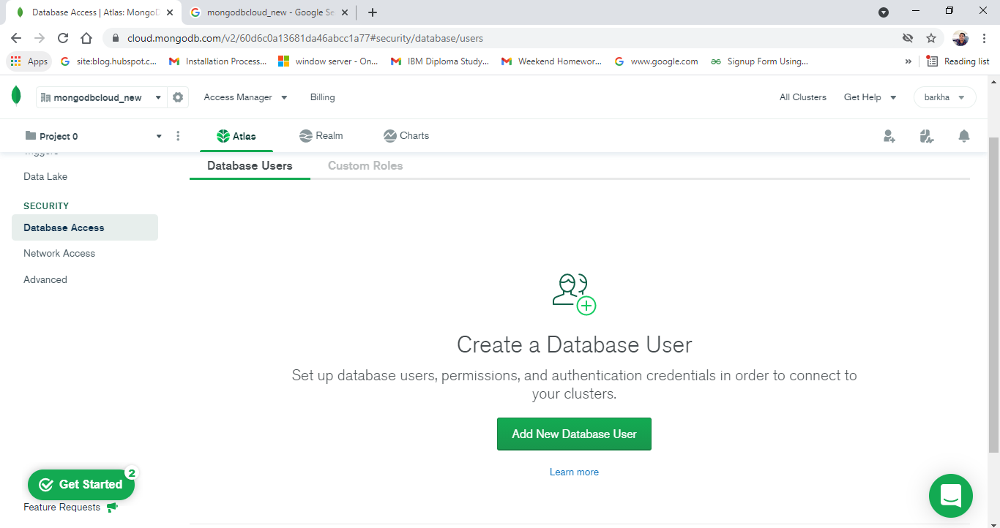 Database Access | Atlas: MongoD
mongodbcloud_new - Google Se
cloud.mongodb.com/v2/60d6c0a13681da46abcc1a77#security/database/users
Apps
site:blog.hubspot.c...
Installation Process...
window server - On...
IBM Diploma Study...
Weekend Homewor...
www.google.com
Signup Form Using...
»
Reading list
mongodbcloud_new
Access Manager
Billing
All Clusters
Get Help
barkha
Project 0
Atlas
Realm
Charts
Triggers
Data Lake
SECURITY
Database Access
Network Access
Advanced
Database Users
Custom Roles
Create a Database User
Set up database users, permissions, and authentication credentials in order to connect to
your clusters.
Add New Database User
Learn more
Get Started
2
Feature Requests